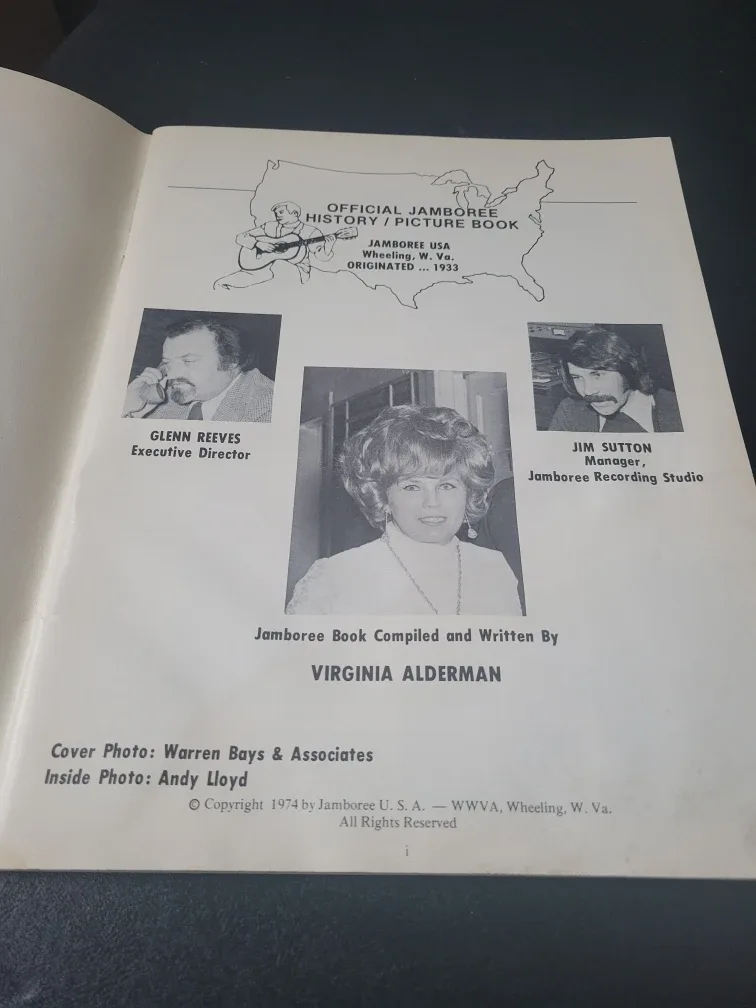 OFFICIAL JAMBOREE
HISTORY / PICTURE BOOK
JAMBOREE USA
Wheeling, W. Va.
ORIGINATED ... 1933
GLENN REEVES
Executive Director
JIM SUTTON
Manager,
Jamboree Recording Studio
Jamboree Book Compiled and Written By
VIRGINIA ALDERMAN
Cover Photo: Warren Bays & Associates
Inside Photo: Andy Lloyd
© Copyright 1974 by Jamboree U. S. A. — WWVA, Wheeling, W. Va.
All Rights Reserved
i